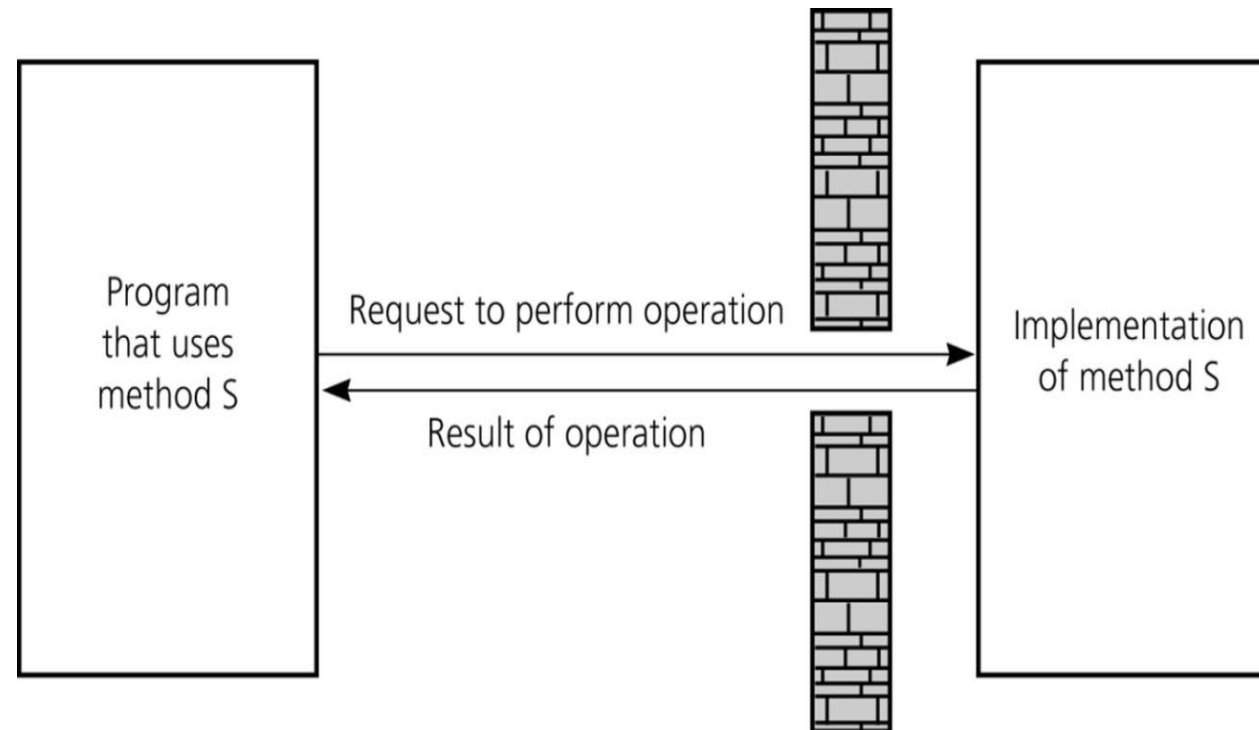 Program
that uses
method S
Request to perform operation
Result of operation
Implementation
of method S